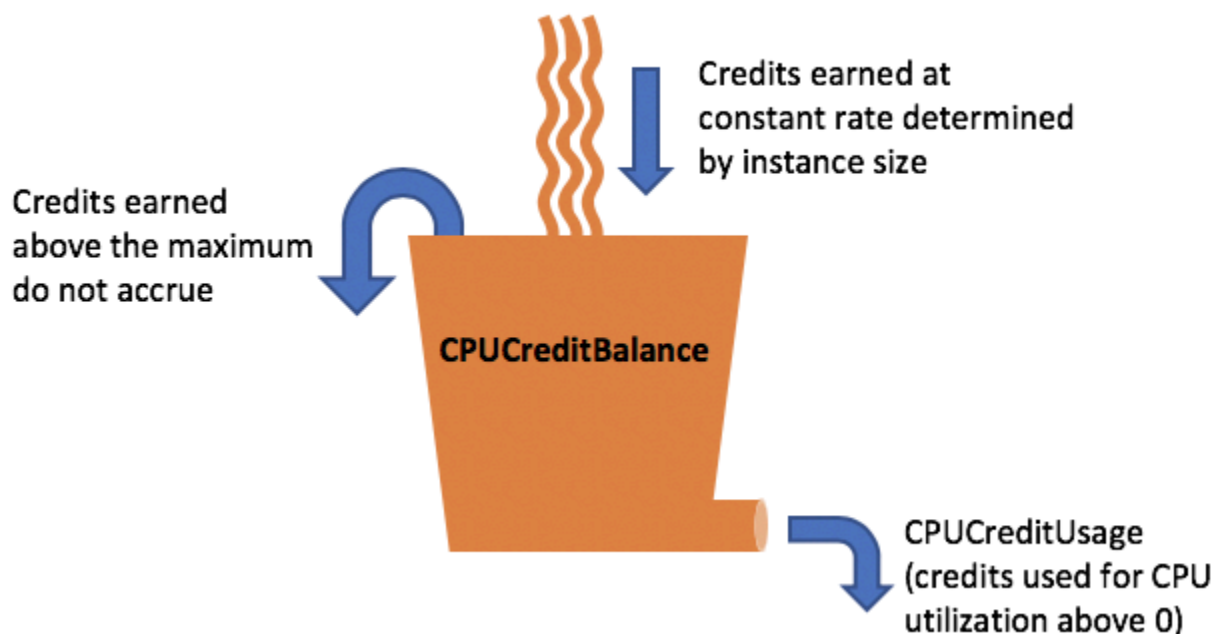 Credits earned at
constant rate determined
by instance size
Credits earned
above the maximum
do not accrue
CPUCreditBalance
CPUCreditUsage
(credits used for CPU
utilization above 0)